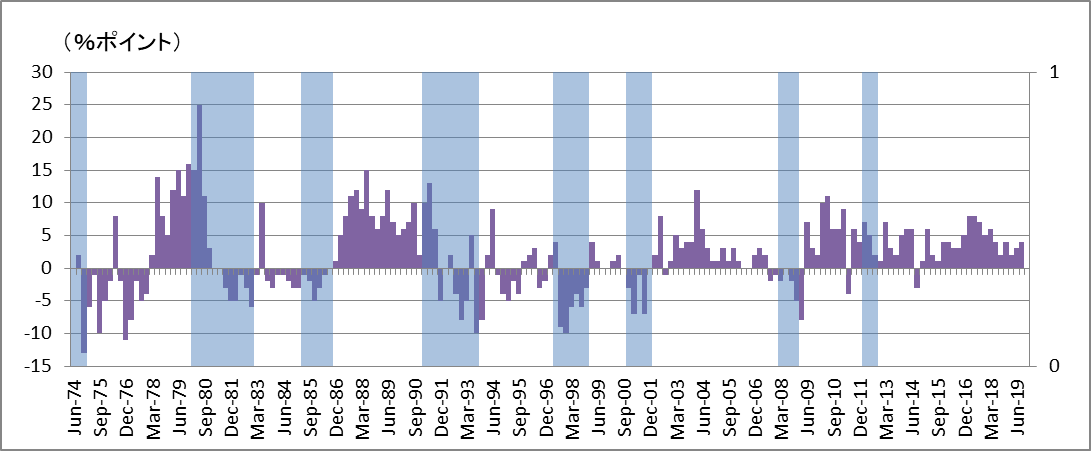 （％ポイント）
30
25
20
15
10
5
0
-5
-10
-15
1
0
Jun-74
Sep-75
Dec-76
Mar-78
Jun-79
Sep-80
Dec-81
Mar-83
Jun-84
Sep-85
Dec-86
Mar-88
Jun-89
Sep-90
Dec-91
Mar-93
Jun-94
Sep-95
Dec-96
Mar-98
Jun-99
Sep-00
Dec-01
Mar-03
Jun-04
Sep-05
Dec-06
Mar-08
Jun-09
Sep-10
Dec-11
Mar-13
Jun-14
Sep-15
Dec-16
Mar-18
Jun-19